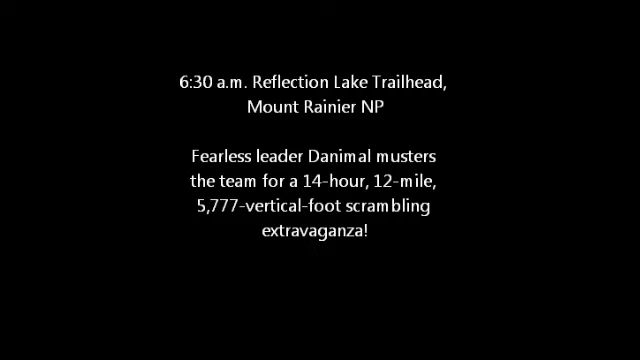 6:30 a.m. Reflection Lake Trailhead,
Mount Rainier NP
Fearless leader Danimal musters
the team for a 14-hour, 12-mile,
5,777-vertical-foot scrambling
extravaganza!